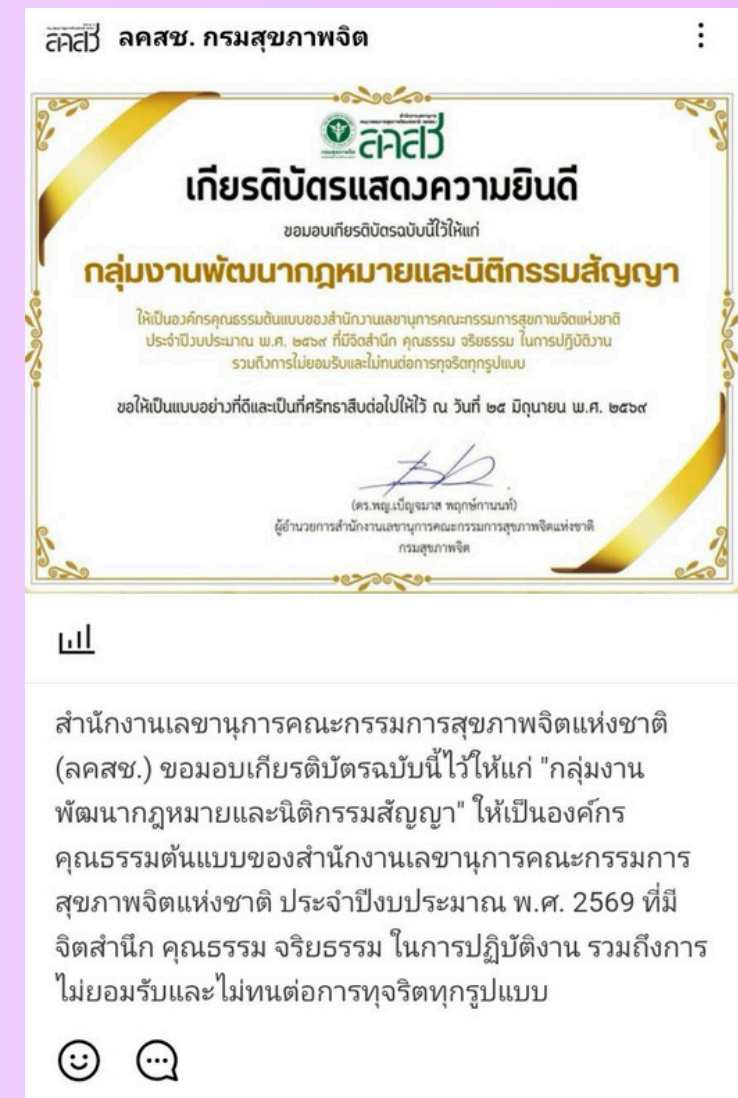 ลคสช
ลคสช. กรมสุขภาพจิต
ลคสช
เกียรติบัตรแสดงความยินดี
ขอมอบเกียรติบัตรฉบับนี้ไว้ให้แก่
กลุ่มงานพัฒนากฎหมายและนิติกรรมสัญญา
ให้เป็นองค์กรคุณธรรมต้นแบบของสำนักงานเลขานุการคณะกรรมการสุขภาพจิตแห่งชาติ
ประจำปีงบประมาณ พ.ศ. ๒๕๖๙ ที่มีจิตสำนึก คุณธรรม จริยธรรม ในการปฏิบัติงาน
รวมถึงการไม่ยอมรับและไม่ทนต่อการทุจริตทุกรูปแบบ
ขอให้เป็นแบบอย่างที่ดีและเป็นที่ศรัทธาสืบต่อไปให้ไว้ ณ วันที่ ๒๕ มิถุนายน พ.ศ. ๒๕๖๙
(ดร.พญ.เบ็ญจมาส พฤกษ์กานนท์)
ผู้อำนวยการสำนักงานเลขานุการคณะกรรมการสุขภาพจิตแห่งชาติ
กรมสุขภาพจิต
สำนักงานเลขานุการคณะกรรมการสุขภาพจิตแห่งชาติ
(ลคสช.) ขอมอบเกียรติบัตรฉบับนี้ไว้ให้แก่ "กลุ่มงาน
พัฒนากฎหมายและนิติกรรมสัญญา" ให้เป็นองค์กร
คุณธรรมต้นแบบของสำนักงานเลขานุการคณะกรรมการ
สุขภาพจิตแห่งชาติ ประจำปีงบประมาณ พ.ศ. 2569 ที่มี
จิตสำนึก คุณธรรม จริยธรรม ในการปฏิบัติงาน รวมถึงการ
ไม่ยอมรับและไม่ทนต่อการทุจริตทุกรูปแบบ